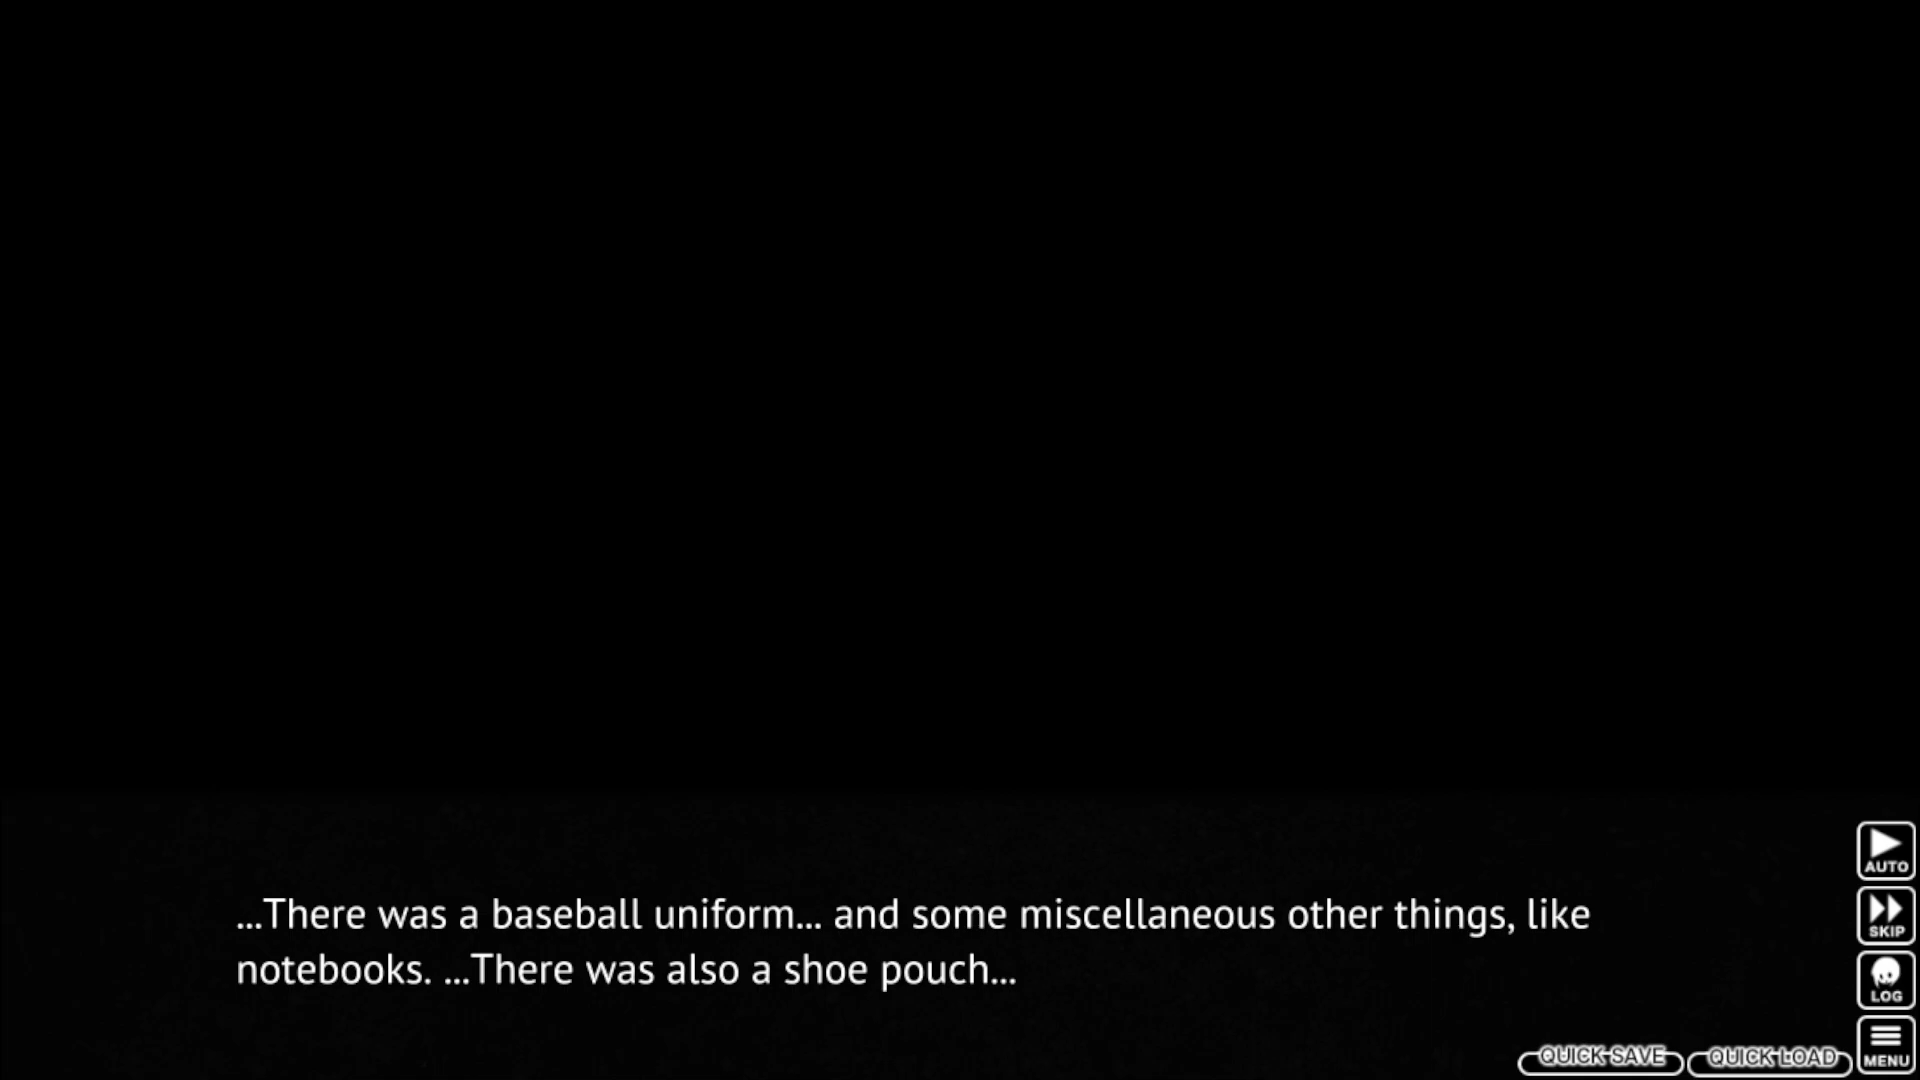 ...There was a baseball uniform... and some miscellaneous other things, like
notebooks. ...There was also a shoe pouch...
AUTO
SKIP
LOG
MENU
QUICK SAVE
QUICK LOAD